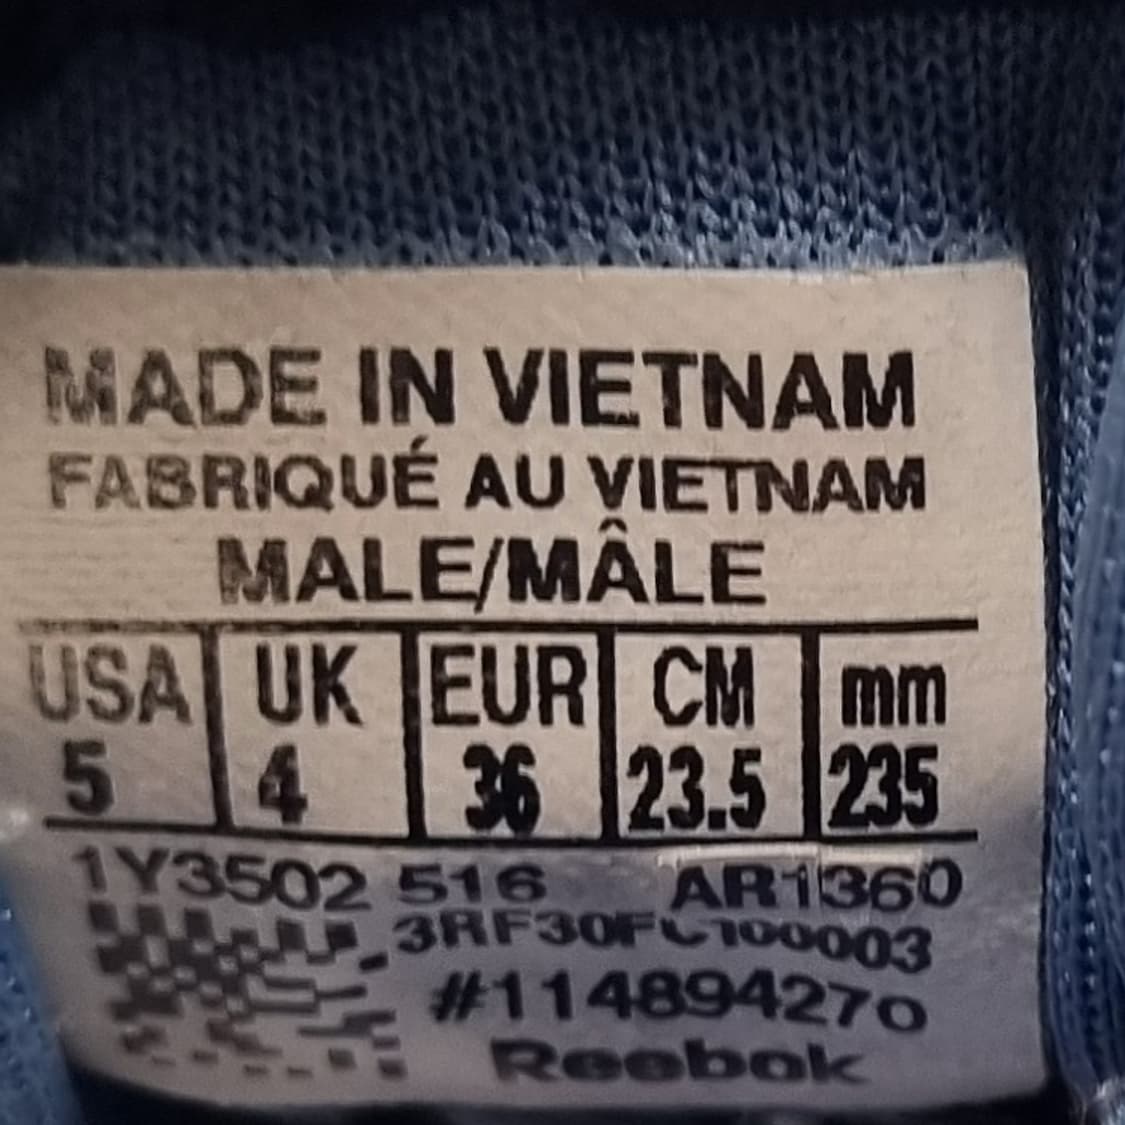 MADE IN VIETNAM
FABRIQUÉ AU VIETNAM
MALE/MÂLE
USA UK EUR CM mm
5 4 36 23.5 235
1Y3502 516 AR1360
#114894270
Reebok